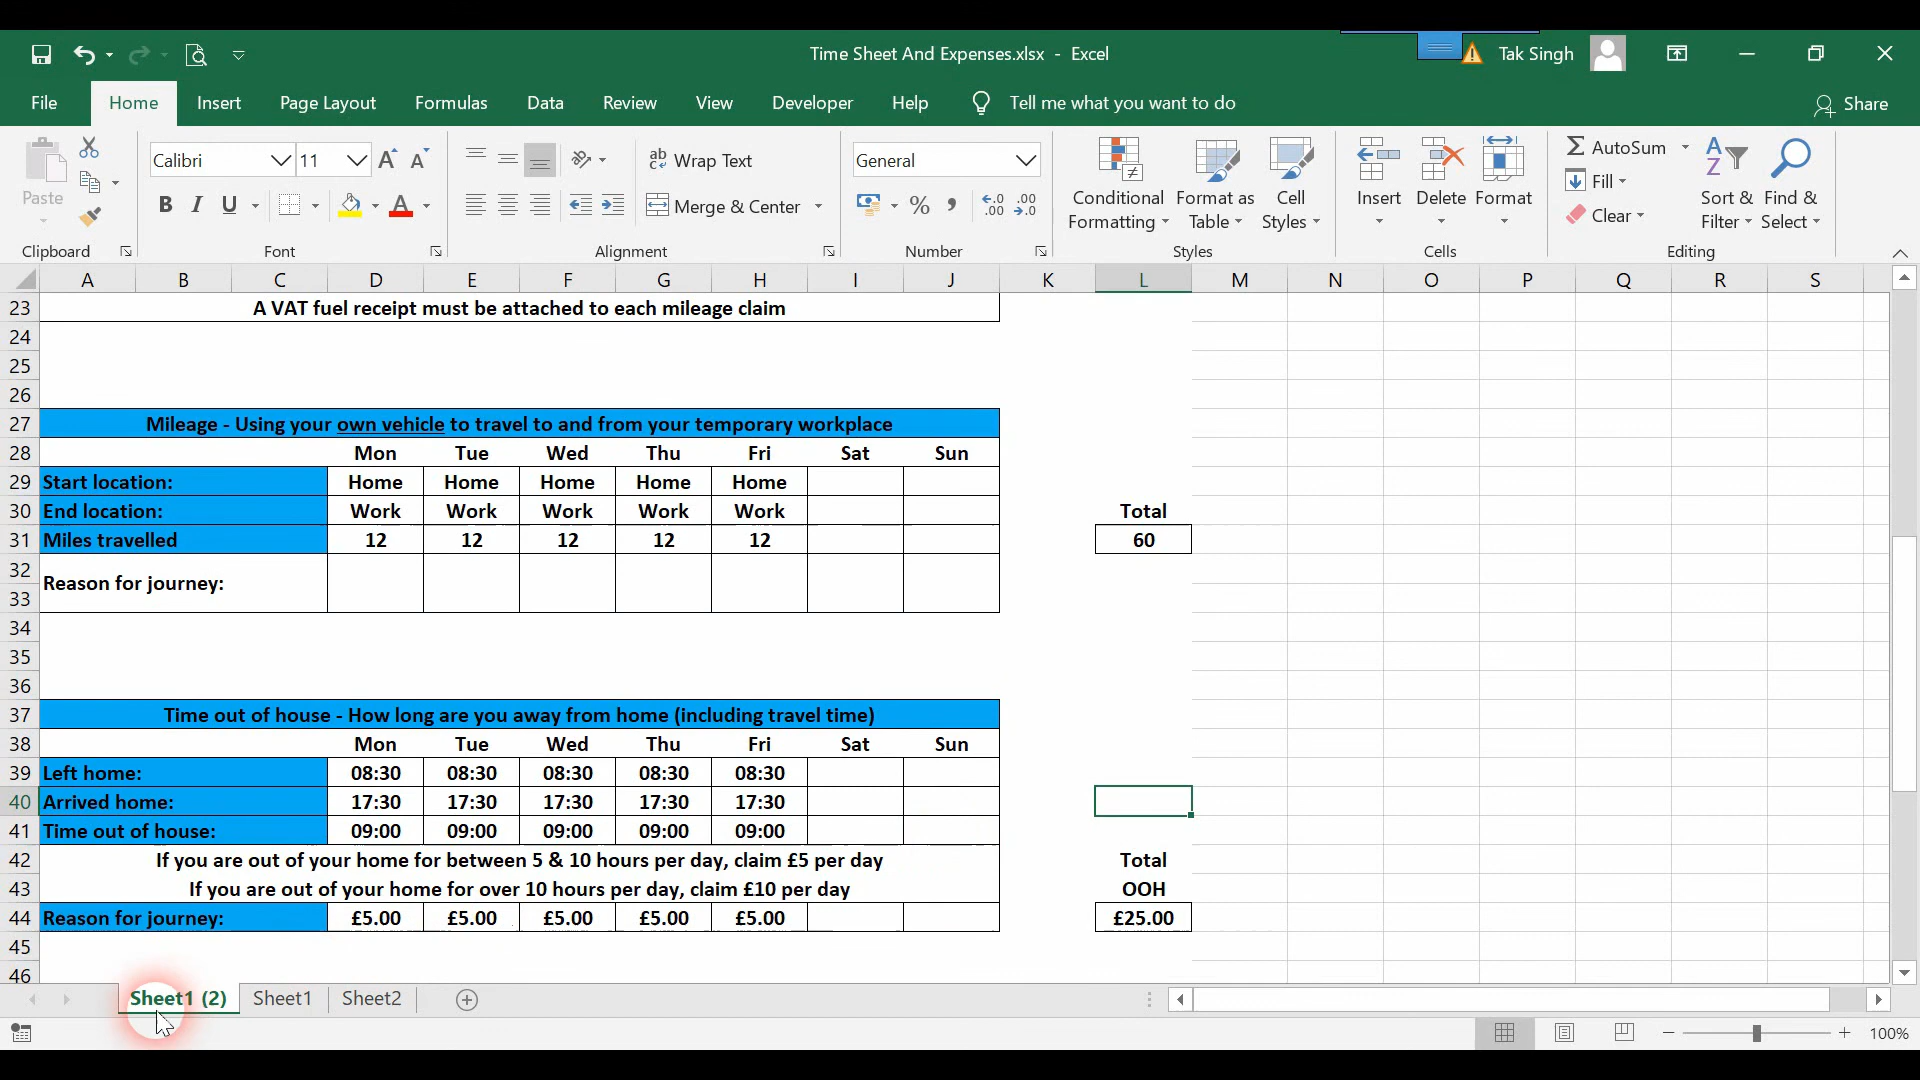 Time Sheet And Expenses.xlsx - Excel
Tak Singh
File Home Insert Page Layout Formulas Data Review View Developer Help Tell me what you want to do Share
Calibri 11 ab c Wrap Text General
Paste
B I U A Merge & Center % , .0 .00 .00 .0
Conditional Formatting
Format as Table
Cell Styles
Insert Delete Format
AutoSum
Fill
Clear
A Z
Sort & Filter
Find & Select
Clipboard Font Alignment Number Styles Cells Editing
A B C D E F G H I J K L M N O P Q R S
23 A VAT fuel receipt must be attached to each mileage claim
24
25
26
27 Mileage - Using your own vehicle to travel to and from your temporary workplace
28 Mon Tue Wed Thu Fri Sat Sun
29 Start location: Home Home Home Home Home
30 End location: Work Work Work Work Work Total
31 Miles travelled 12 12 12 12 12 60
32
Reason for journey:
33
34
35
36
37 Time out of house - How long are you away from home (including travel time)
38 Mon Tue Wed Thu Fri Sat Sun
39 Left home: 08:30 08:30 08:30 08:30 08:30
40 Arrived home: 17:30 17:30 17:30 17:30 17:30
41 Time out of house: 09:00 09:00 09:00 09:00 09:00
42 If you are out of your home for between 5 & 10 hours per day, claim £5 per day Total
43 If you are out of your home for over 10 hours per day, claim £10 per day OOH
44 Reason for journey: £5.00 £5.00 £5.00 £5.00 £5.00 £25.00
45
46
Sheet1 (2) Sheet1 Sheet2
100%